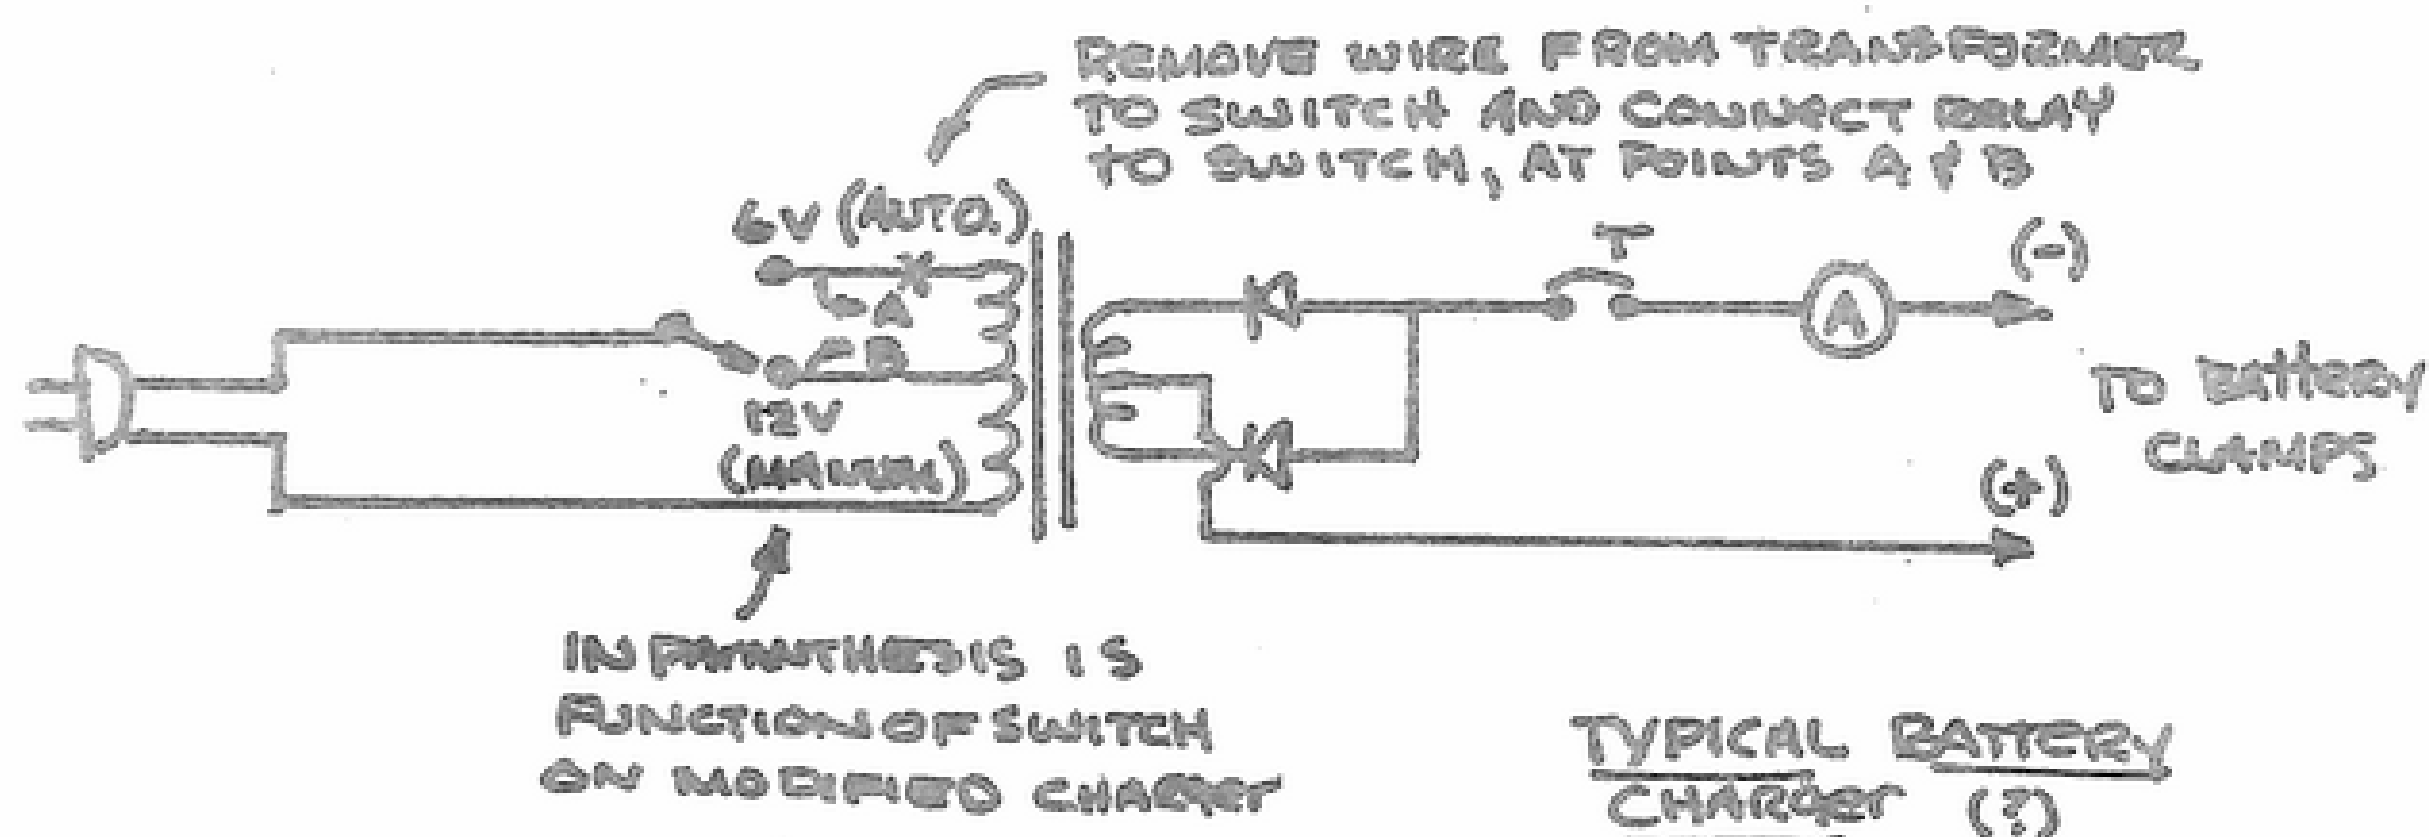 REMOVE WIRE FROM TRANSFORMER
TO SWITCH AND CONNECT RELAY
TO SWITCH, AT POINTS A & B
6V (AUTO.)
A
B
12V
(MANUAL)
T
A
(-)
TO BATTERY
CLAMPS
(+)
IN PARANTHESIS IS
FUNCTION OF SWITCH
ON MODIFIED CHARGER
TYPICAL BATTERY
CHARGER (?)